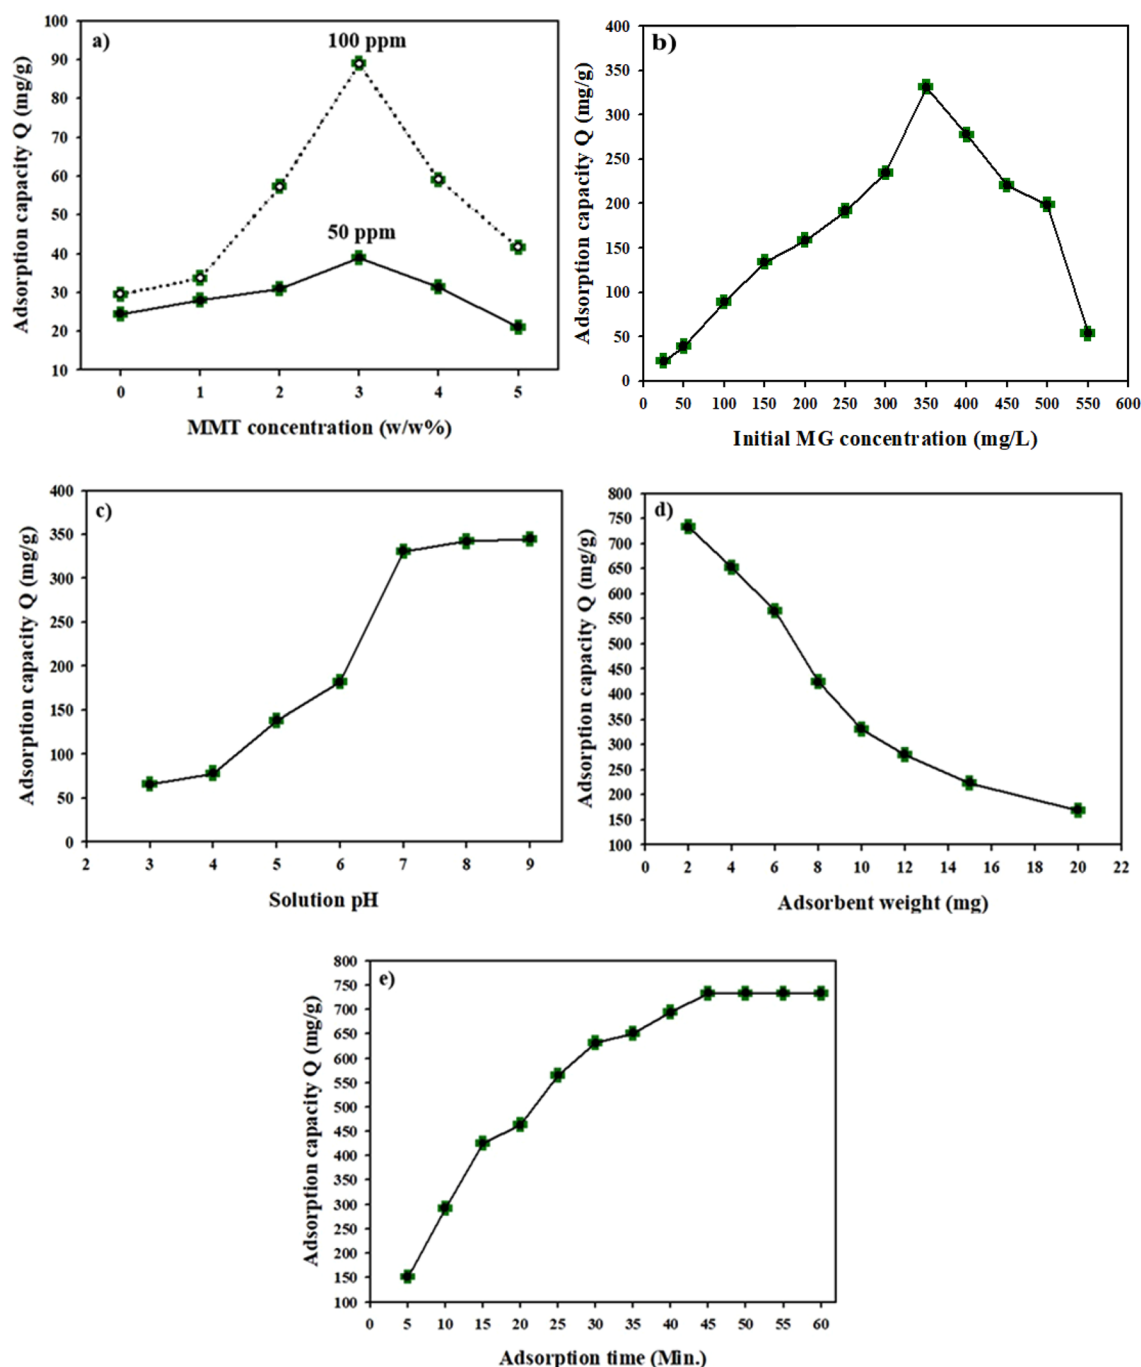 a)
100 ppm
50 ppm
Adsorption capacity Q (mg/g)
100
90
80
70
60
50
40
30
20
10
0 1 2 3 4 5
MMT concentration (w/w%)
b)
Adsorption capacity Q (mg/g)
400
350
300
250
200
150
100
50
0
0 50 100 150 200 250 300 350 400 450 500 550 600
Initial MG concentration (mg/L)
c)
Adsorption capacity Q (mg/g)
400
350
300
250
200
150
100
50
0
2 3 4 5 6 7 8 9
Solution pH
d)
Adsorption capacity Q (mg/g)
800
750
700
650
600
550
500
450
400
350
300
250
200
150
100
0 2 4 6 8 10 12 14 16 18 20 22
Adsorbent weight (mg)
e)
Adsorption capacity Q (mg/g)
800
750
700
650
600
550
500
450
400
350
300
250
200
150
100
0 5 10 15 20 25 30 35 40 45 50 55 60
Adsorption time (Min.)